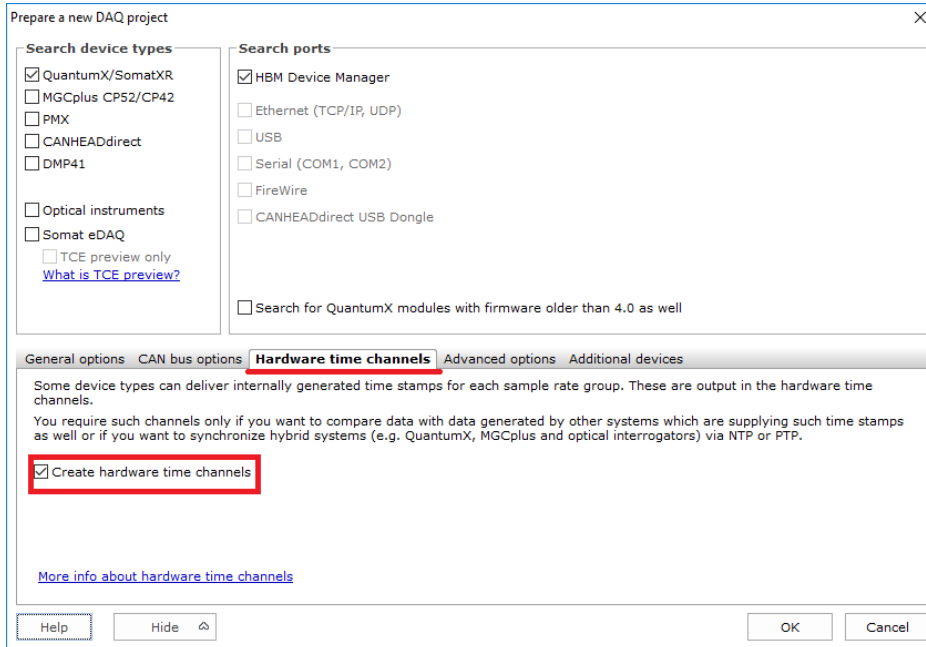 Prepare a new DAQ project
Search device types
QuantumX/SomatXR
MGCplus CP52/CP42
PMX
CANHEADdirect
DMP41
Optical instruments
Somat eDAQ
TCE preview only
What is TCE preview?
Search ports
HBM Device Manager
Ethernet (TCP/IP, UDP)
USB
Serial (COM1, COM2)
FireWire
CANHEADdirect USB Dongle
Search for QuantumX modules with firmware older than 4.0 as well
General options CAN bus options Hardware time channels Advanced options Additional devices
Some device types can deliver internally generated time stamps for each sample rate group. These are output in the hardware time
channels.
You require such channels only if you want to compare data with data generated by other systems which are supplying such time stamps
as well or if you want to synchronize hybrid systems (e.g. QuantumX, MGCplus and optical interrogators) via NTP or PTP.
Create hardware time channels
More info about hardware time channels
Help Hide OK Cancel